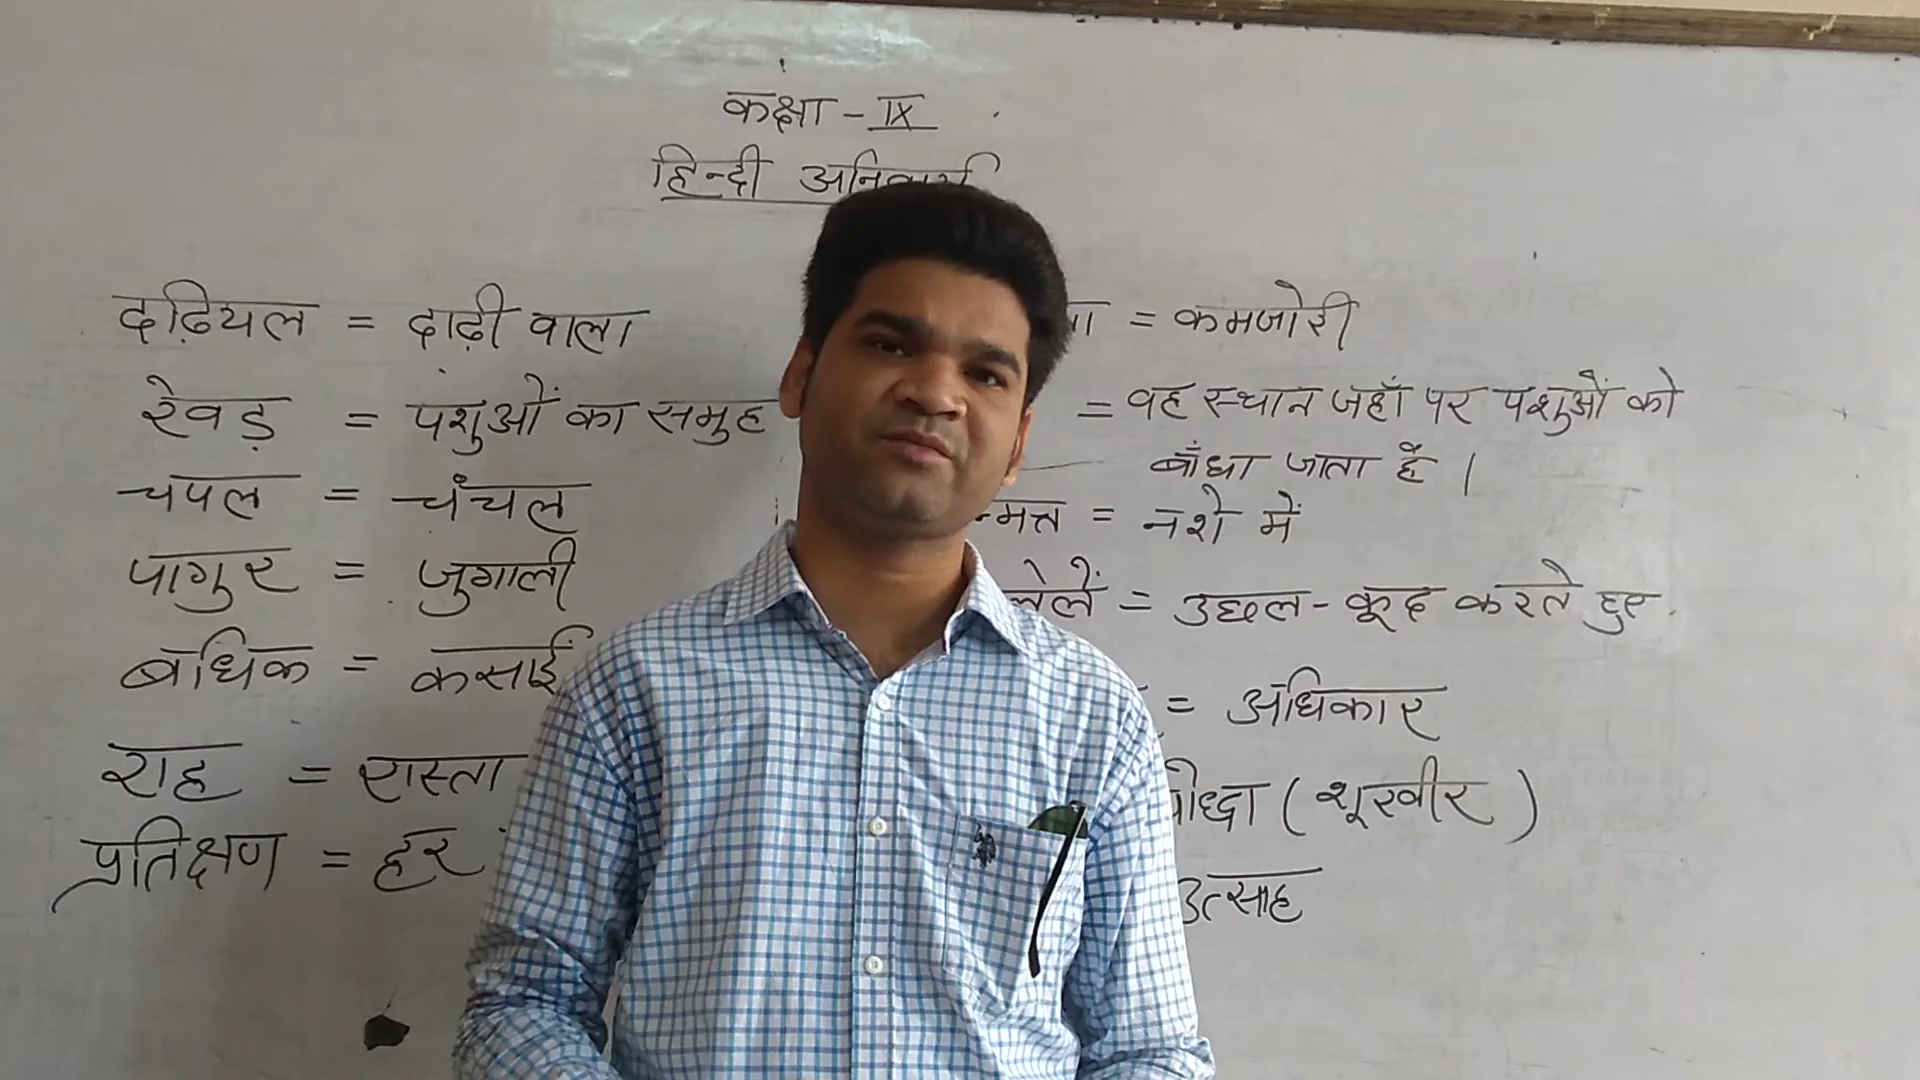 कक्षा - IX
हिन्दी
दढ़ियल = दाढ़ी वाला
रेवड़ = पशुओं का समुह
चपल = चंचल
पागुर = जुगाली
बधिक = कसाई
राह = रास्ता
प्रतिक्षण = हर
= कमजोरी
= वह स्थान जहाँ पर पशुओं को
बाँधा जाता है ।
= नशे में
= उछल - कूद करते हुए
= अधिकार
( शूरवीर )
उत्साह